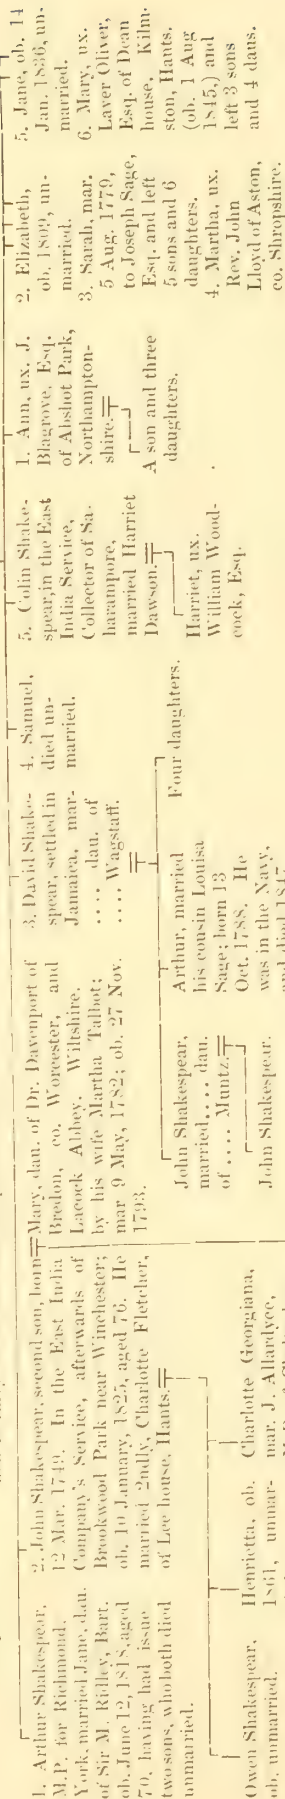 1. Arthur Shakespear,
M.P. for Richmond,
York, married Jane, dau.
of Sir M. Ridley, Bart.
ob. June 12, 1818, aged
70, having had issue
two sons, who both died
unmarried.
2. John Shakespear, second son, born
12 Mar. 1749. In the East India
Company's Service, afterwards of
Brookwood Park near Winchester;
ob. 10 January, 1825, aged 76. He
married 2ndly, Charlotte Fletcher,
of Lee house, Hants.
Mary, dau. of Dr. Davenport of
Bredon, co. Worcester, and
Lacock Abbey, Wiltshire.
by his wife Martha Talbot;
mar 9 May, 1782; ob. 27 Nov.
1793.
3. David Shake-
spear, settled in
Jamaica, mar-
.... dau. of
.... Wagstaff.
4. Samuel,
died un-
married.
5. Colin Shake-
spear, in the East
India Service,
Collector of Sa-
harampore,
married Harriet
Dawson.
Harriet, ux.
William Wood-
cock, Esq.
1. Ann, ux. J.
Blagrove, Esq.
of Abshot Park,
Northampton-
shire.
A son and three
daughters.
2. Elizabeth,
ob. 1809, un-
married.
3. Sarah, mar.
5 Aug. 1779,
to Joseph Sage,
Esq. and left
5 sons and 6
daughters.
4. Martha, ux.
Rev. John
Lloyd of Aston,
co. Shropshire.
5. Jane, ob. 14
Jan. 1836, un-
married.
6. Mary, ux.
Laver Oliver,
Esq. of Dean
house, Kilm-
ston, Hants.
(ob. 1 Aug
1845,) and
left 3 sons
and 4 daus.
Owen Shakespear,
ob. unmarried.
Henrietta, ob.
1861, unmar-
Charlotte Georgiana,
mar. J. Allardyce,
John Shakespear,
married.... dau.
of .... Muntz.
John Shakespear.
Arthur, married
his cousin Louisa
Sage; born 13
Oct. 1788. He
was in the Navy,
and died 1847.
Four daughters.